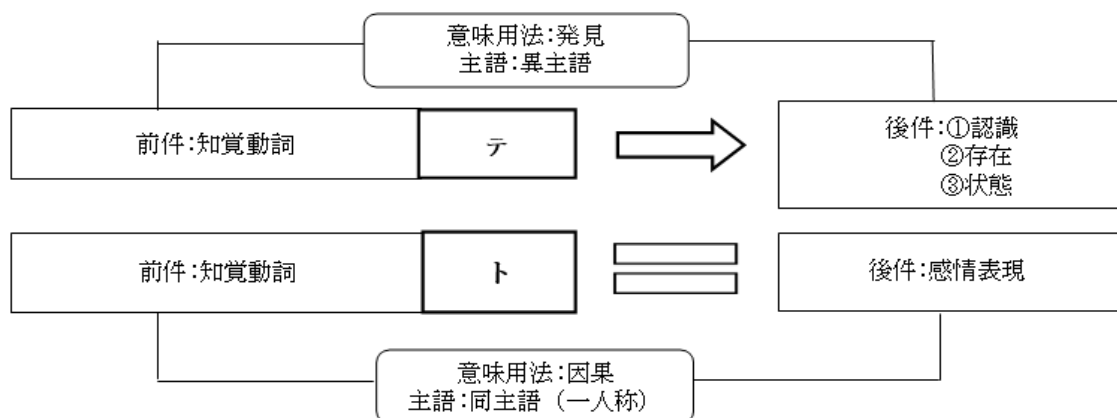 意味用法:発見
主語:異主語
前件:知覚動詞
テ
後件:①認識
②存在
③状態
前件:知覚動詞
ト
後件:感情表現
意味用法:因果
主語:同主語(一人称)